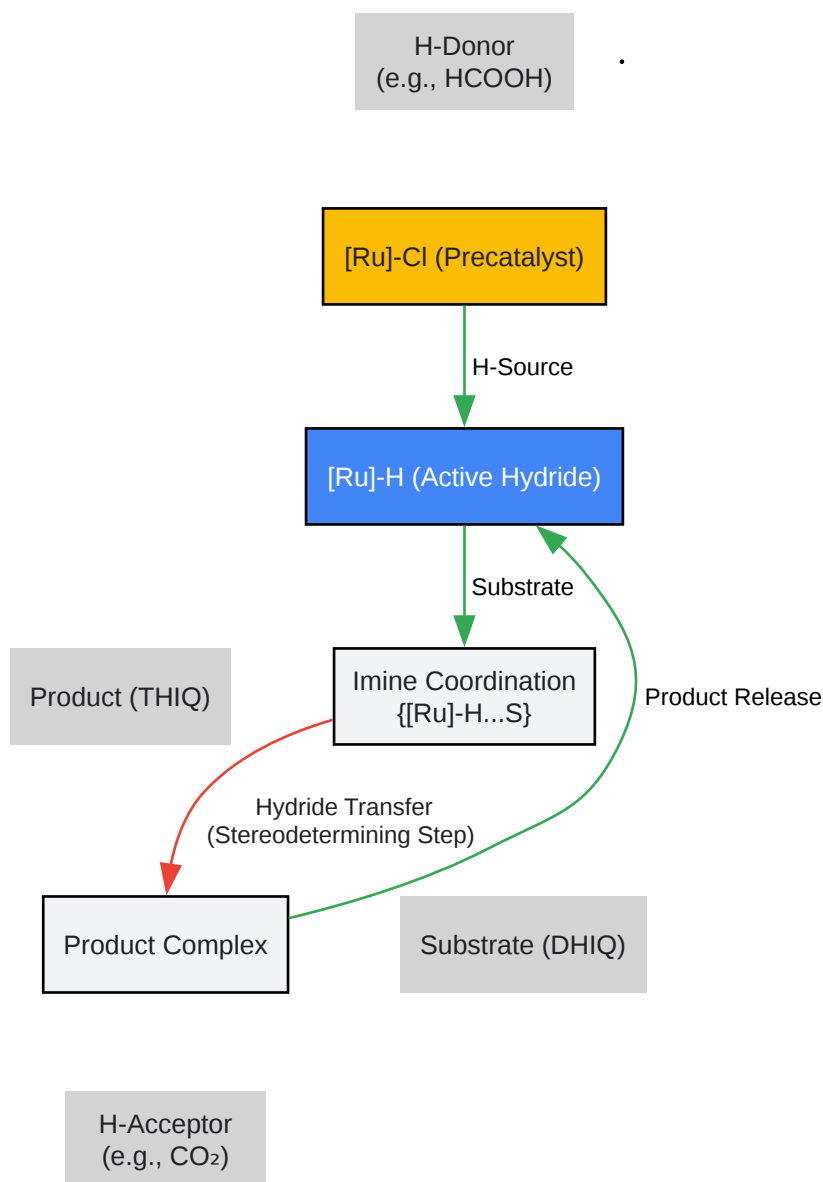 H-Donor
(e.g., HCOOH)
.
[Ru]-Cl (Precatalyst)
H-Source
[Ru]-H (Active Hydride)
Substrate
Imine Coordination
{[Ru]-H...S}
Product (THIQ)
Product Release
Hydride Transfer
(Stereodetermining Step)
Product Complex
Substrate (DHIQ)
H-Acceptor
(e.g., CO₂)